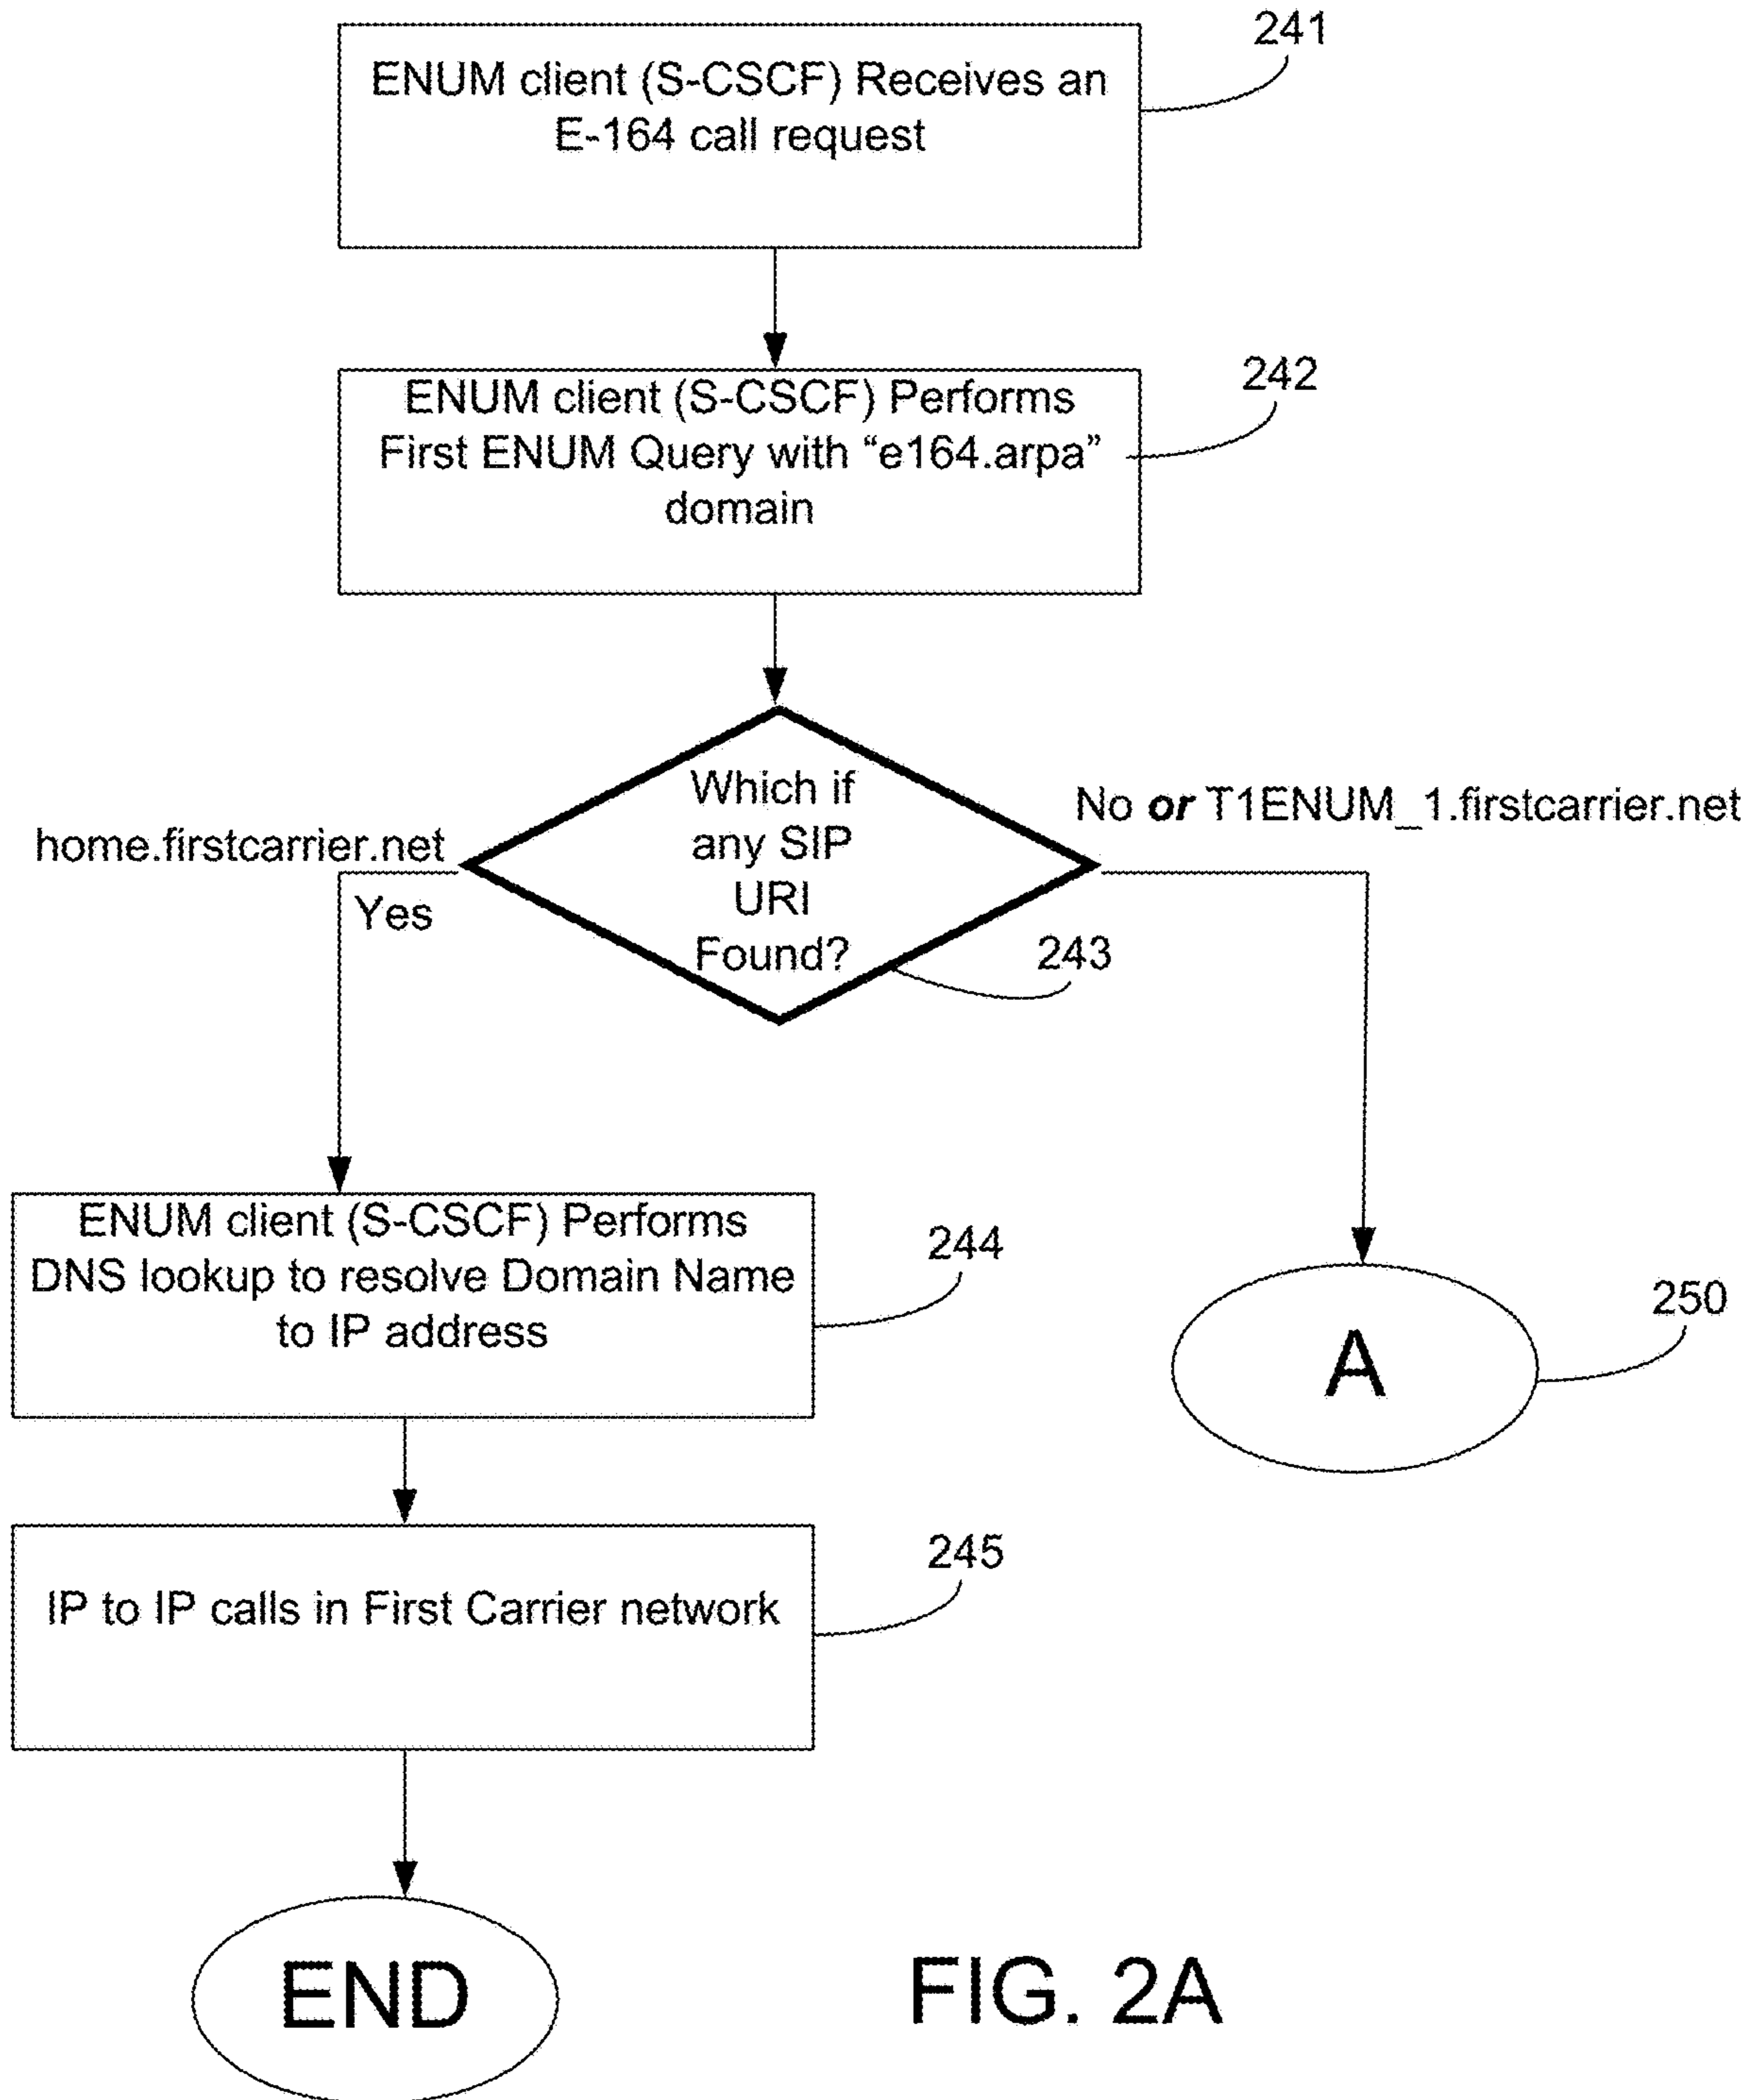 241
ENUM client (S-CSCF) Receives an
E-164 call request
242
ENUM client (S-CSCF) Performs
First ENUM Query with “e164.arpa”
domain
Which if
any SIP
URI
Found?
243
home.firstcarrier.net
Yes
No or T1ENUM_1.firstcarrier.net
ENUM client (S-CSCF) Performs
DNS lookup to resolve Domain Name
to IP address
244
A
250
IP to IP calls in First Carrier network
245
END
FIG. 2A